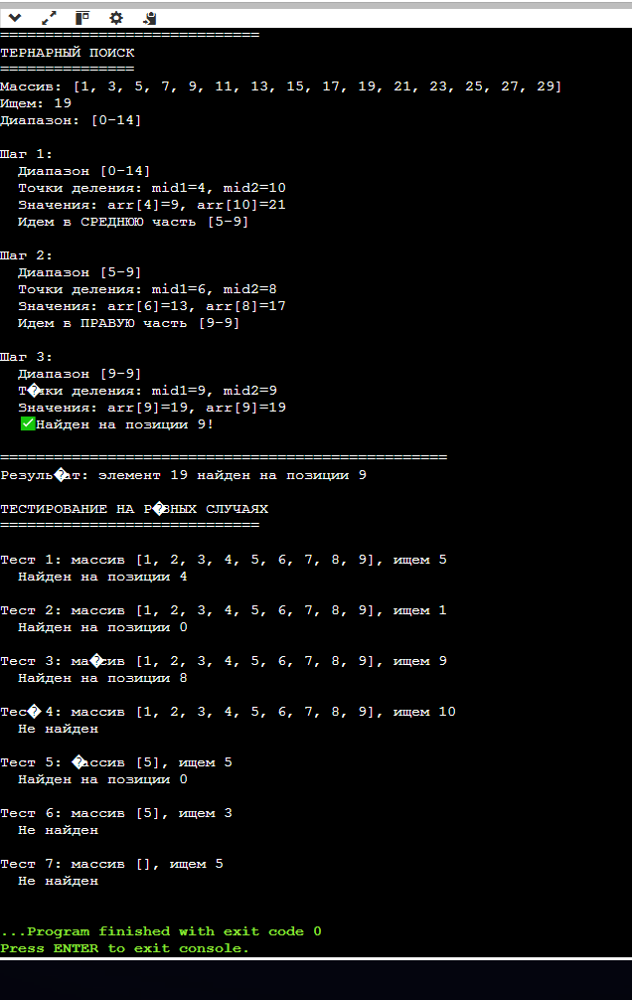 =============================
ТЕРНАРНЫЙ ПОИСК
===============
Массив: [1, 3, 5, 7, 9, 11, 13, 15, 17, 19, 21, 23, 25, 27, 29]
Ищем: 19
Диапазон: [0-14]
Шаг 1:
Диапазон [0-14]
Точки деления: mid1=4, mid2=10
Значения: arr[4]=9, arr[10]=21
Идем в СРЕДНЮЮ часть [5-9]
Шаг 2:
Диапазон [5-9]
Точки деления: mid1=6, mid2=8
Значения: arr[6]=13, arr[8]=17
Идем в ПРАВУЮ часть [9-9]
Шаг 3:
Диапазон [9-9]
Т�чки деления: mid1=9, mid2=9
Значения: arr[9]=19, arr[9]=19
✅Найден на позиции 9!
==================================================
Резуль�ат: элемент 19 найден на позиции 9
ТЕСТИРОВАНИЕ НА Р�ЗНЫХ СЛУЧАЯХ
=============================
Тест 1: массив [1, 2, 3, 4, 5, 6, 7, 8, 9], ищем 5
Найден на позиции 4
Тест 2: массив [1, 2, 3, 4, 5, 6, 7, 8, 9], ищем 1
Найден на позиции 0
Тест 3: ма�сив [1, 2, 3, 4, 5, 6, 7, 8, 9], ищем 9
Найден на позиции 8
Тес� 4: массив [1, 2, 3, 4, 5, 6, 7, 8, 9], ищем 10
Не найден
Тест 5: �ассив [5], ищем 5
Найден на позиции 0
Тест 6: массив [5], ищем 3
Не найден
Тест 7: массив [], ищем 5
Не найден
...Program finished with exit code 0
Press ENTER to exit console.